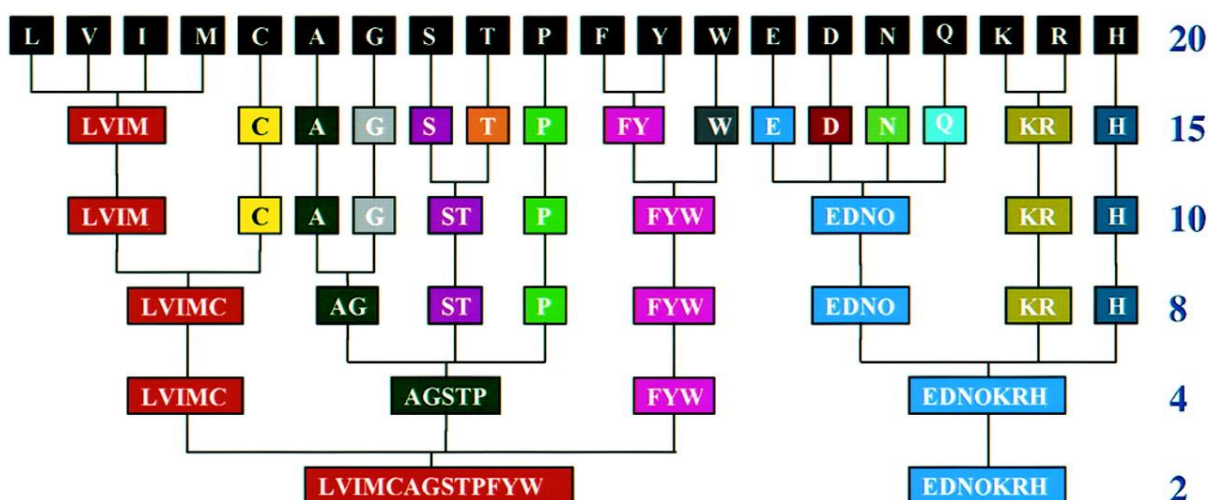 L V I M C A G S T P F Y W E D N Q K R H 20
LVIM C A G S T P FY W E D N Q KR H 15
LVIM C A G ST P FYW EDNO KR H 10
LVIMC AG ST P FYW EDNO KR H 8
LVIMC AGSTP FYW EDNOKRH 4
LVIMCAGSTPFYW EDNOKRH 2